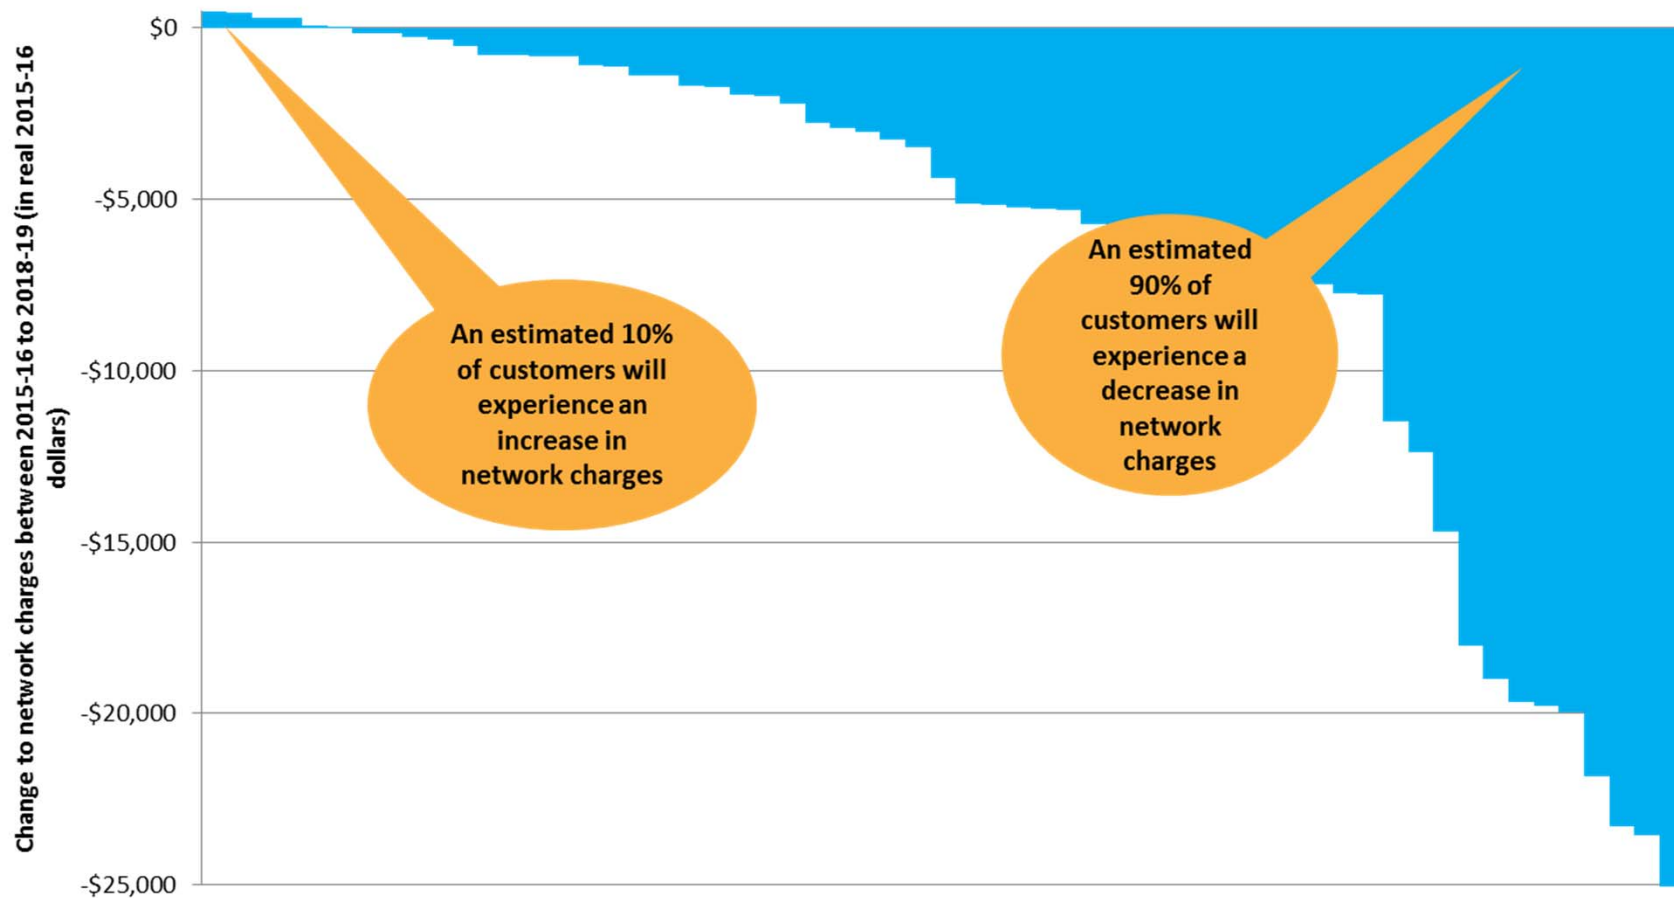 Change to network charges between 2015-16 to 2018-19 (in real 2015-16
dollars)
$0
-$5,000
-$10,000
-$15,000
-$20,000
-$25,000
An estimated 10%
of customers will
experience an
increase in
network charges
An estimated
90% of
customers will
experience a
decrease in
network
charges